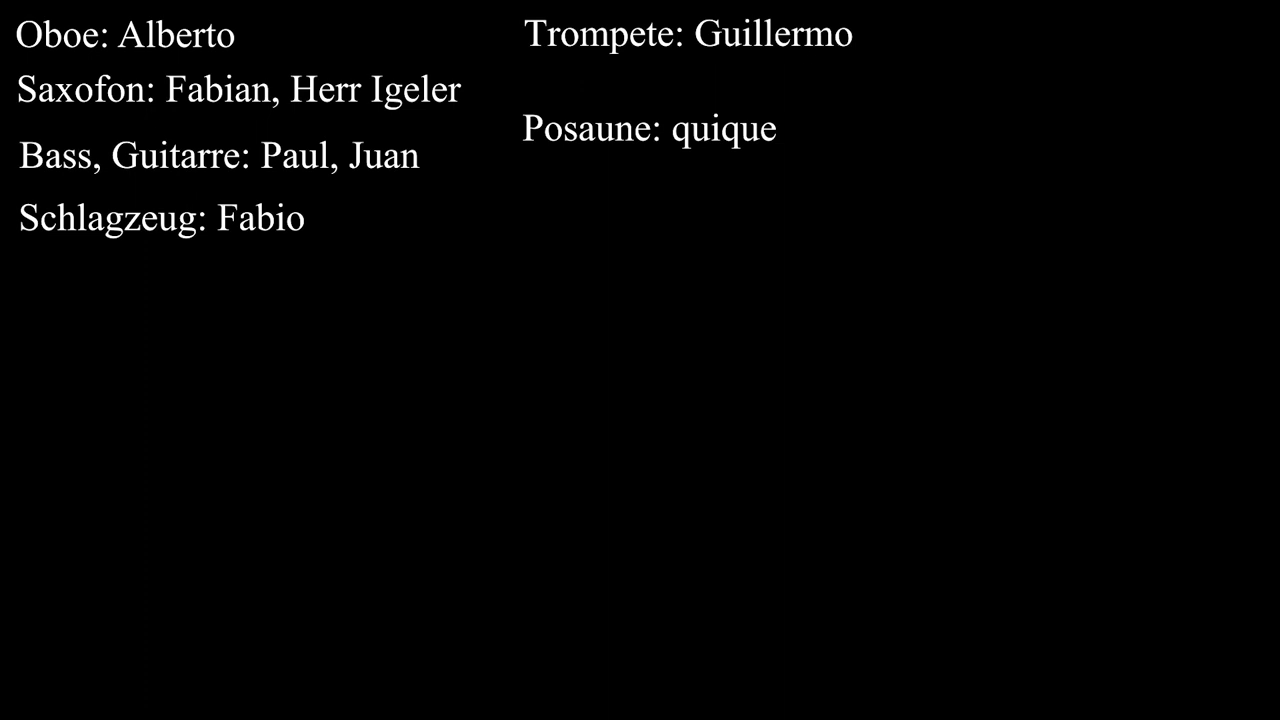 Oboe: Alberto
Saxofon: Fabian, Herr Igeler
Bass, Guitarre: Paul, Juan
Schlagzeug: Fabio
Trompete: Guillermo
Posaune: quique